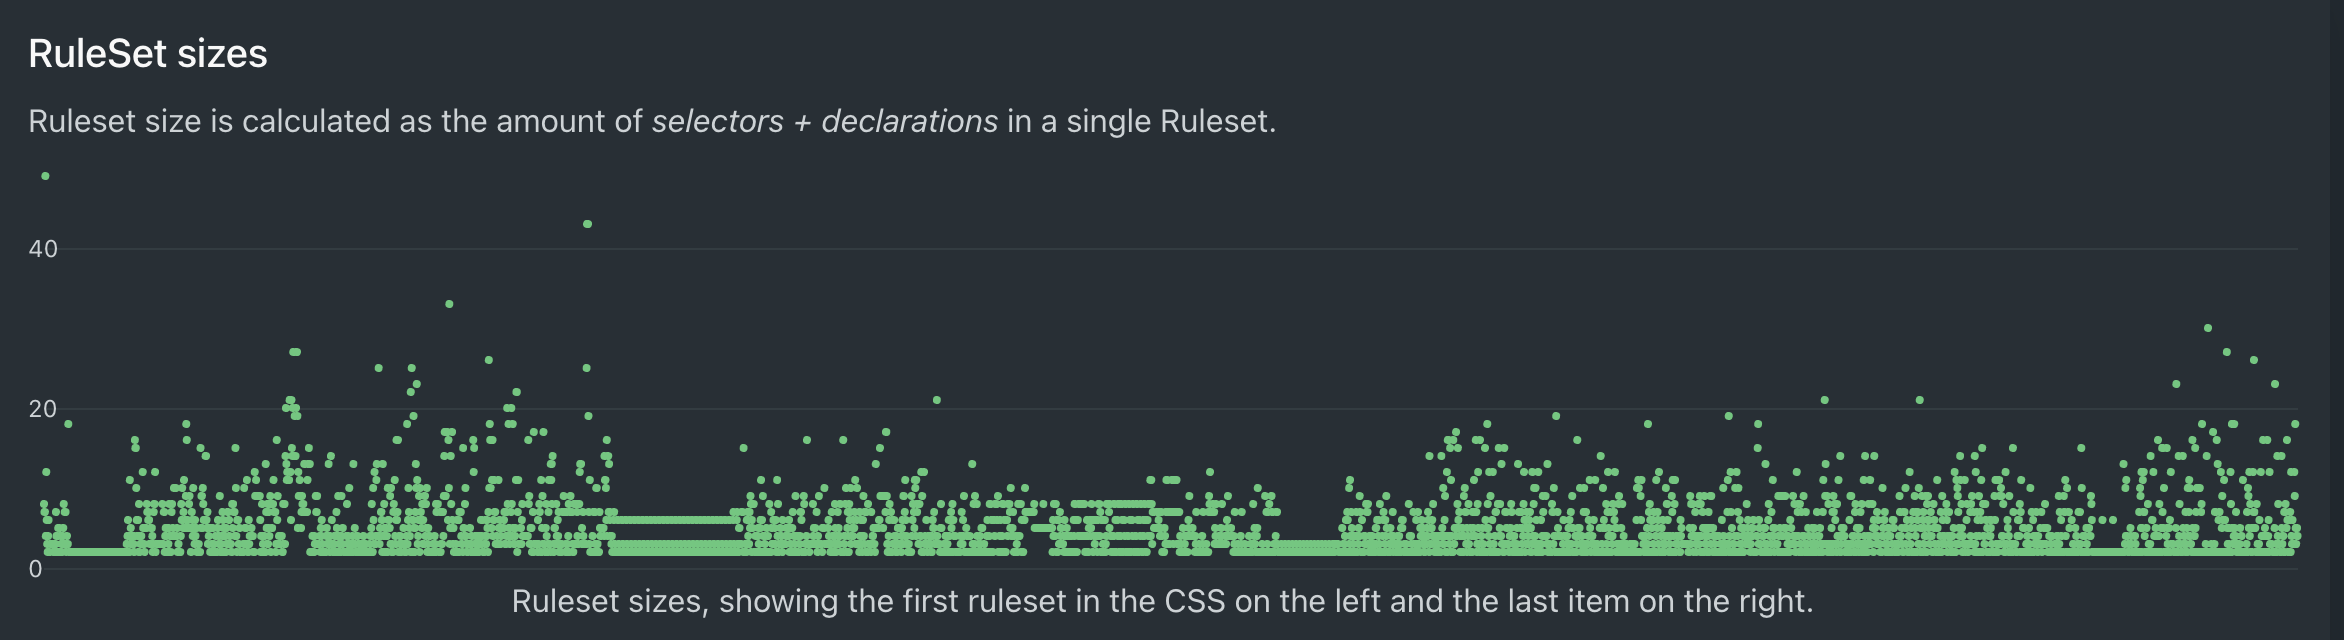 RuleSet sizes
Ruleset size is calculated as the amount of selectors + declarations in a single Ruleset.
40
20
0
Ruleset sizes, showing the first ruleset in the CSS on the left and the last item on the right.